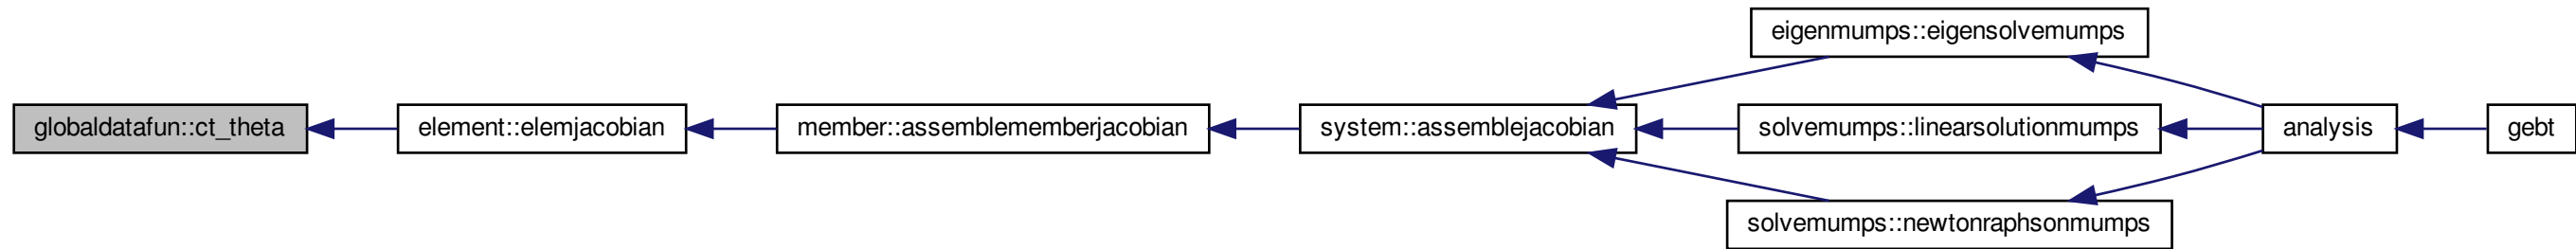 eigenmumps::eigensolvemumps
globaldatafun::ct_theta
element::elemjacobian
member::assemblememberjacobian
system::assemblejacobian
solvemumps::linearsolutionmumps
analysis
gebt
solvemumps::newtonraphsonmumps